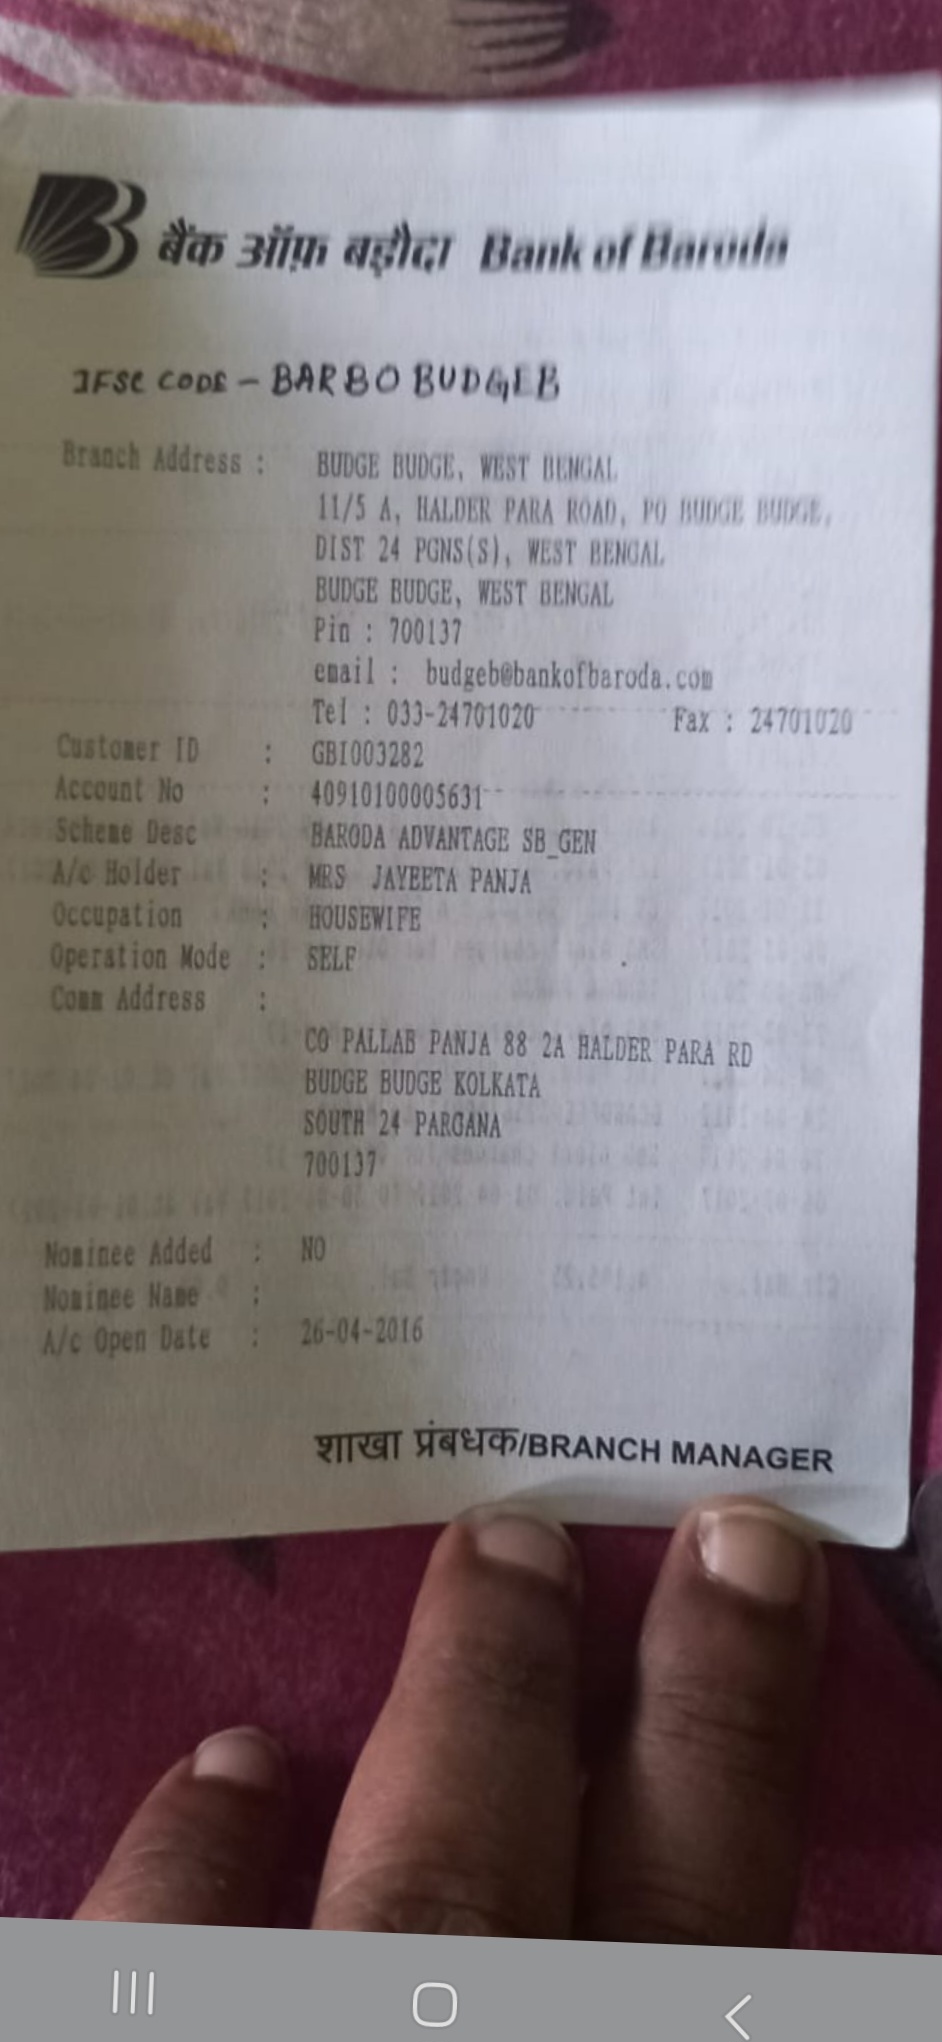 बैंक ऑफ़ बड़ौदा Bank of Baroda
IFSC CODE - BARBO BUDGEB
Branch Address : BUDGE BUDGE, WEST BENGAL
11/5 A, HALDER PARA ROAD, PO BUDGE BUDGE,
DIST 24 PGNS(S), WEST BENGAL
BUDGE BUDGE, WEST BENGAL
Pin : 700137
email : budgeb@bankofbaroda.com
Tel : 033-24701020 Fax : 24701020
Customer ID : GBI003282
Account No : 40910100005631
Scheme Desc : BARODA ADVANTAGE SB_GEN
A/c Holder : MRS JAYEETA PANJA
Occupation : HOUSEWIFE
Operation Mode : SELF
Comm Address :
CO PALLAB PANJA 88 2A HALDER PARA RD
BUDGE BUDGE KOLKATA
SOUTH 24 PARGANA
700137
Nominee Added : NO
Nominee Name :
A/c Open Date : 26-04-2016
शाखा प्रंबधक/BRANCH MANAGER